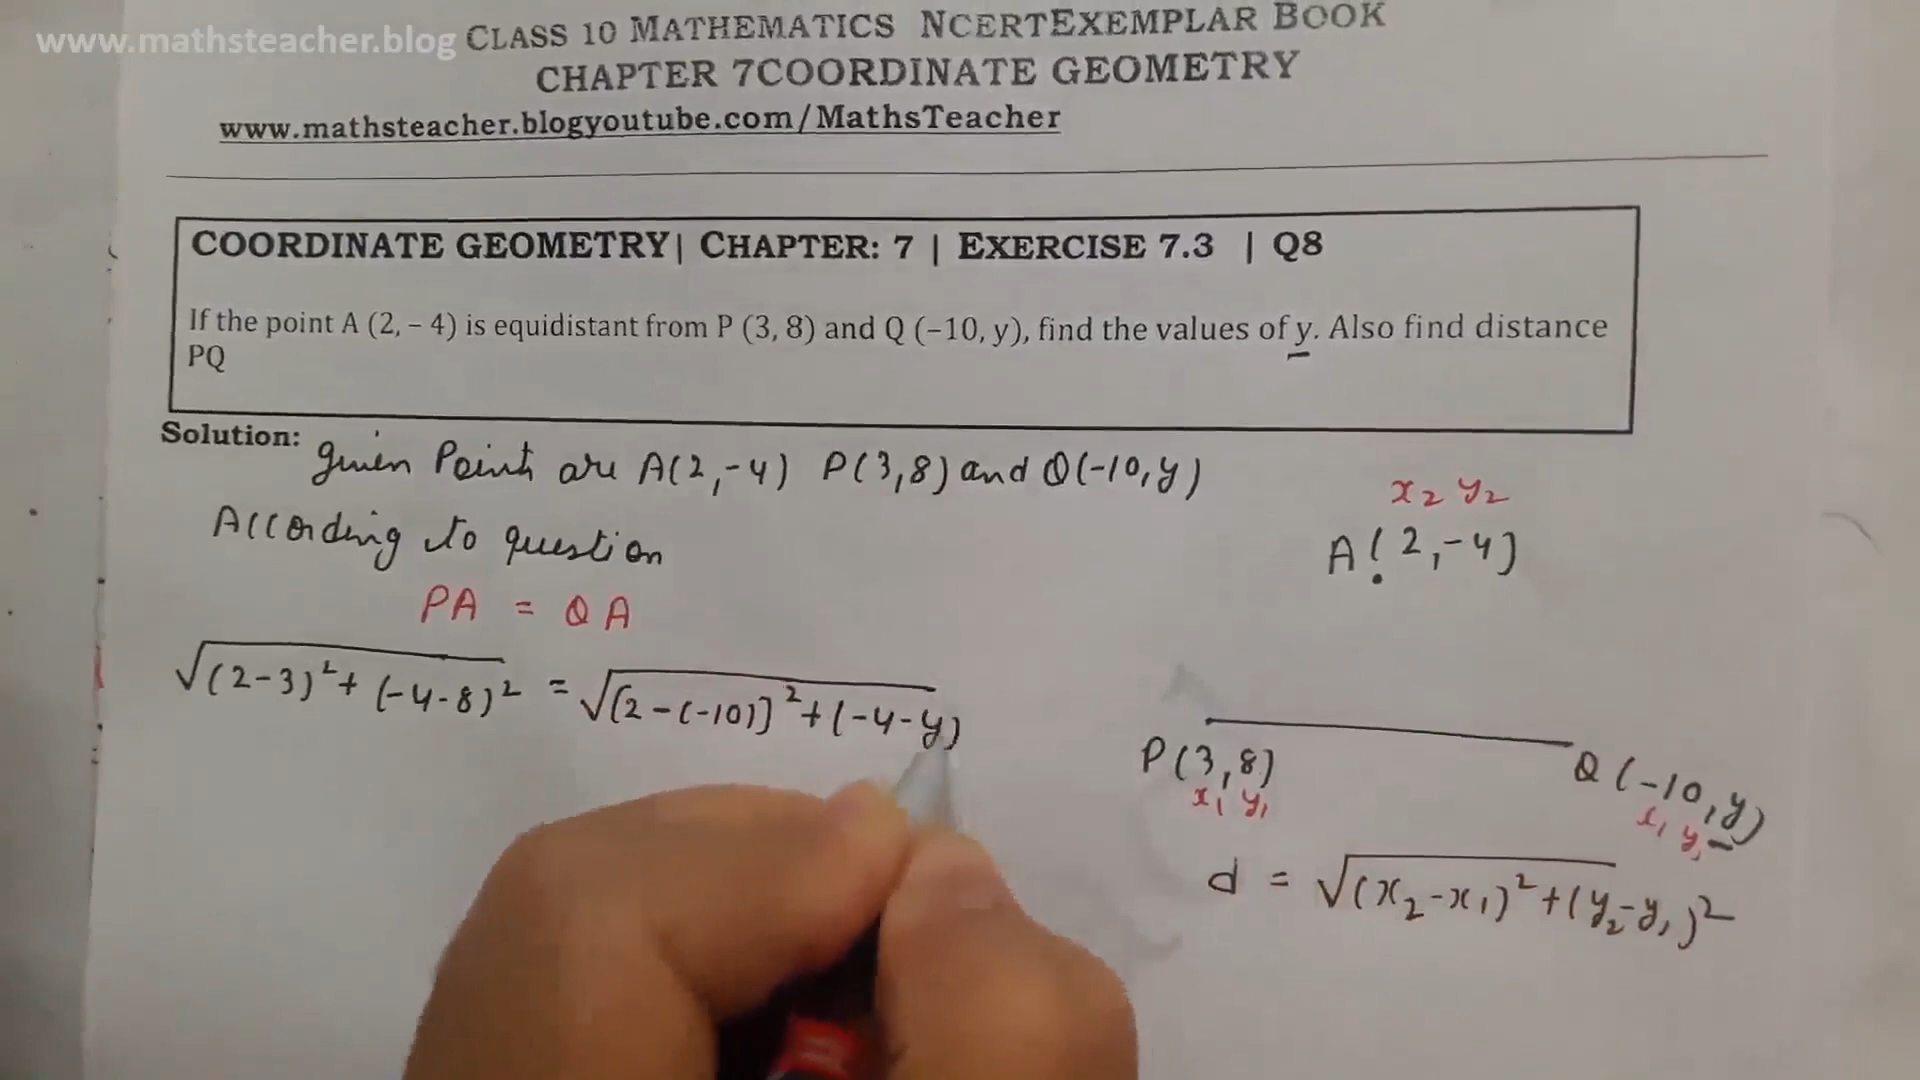 www.mathsteacher.blog
CLASS 10 MATHEMATICS NCERTEXEMPLAR BOOK
CHAPTER 7COORDINATE GEOMETRY
www.mathsteacher.blogyoutube.com/MathsTeacher
COORDINATE GEOMETRY| CHAPTER: 7 | EXERCISE 7.3 | Q8
If the point A (2, – 4) is equidistant from P (3, 8) and Q (–10, y), find the values of y. Also find distance
PQ
Solution:
Given Points are A(2,-4) P(3,8) and Q(-10,y)
According to question
PA = QA
√(2-3)²+(-4-8)² = √(2-(-10)]²+(-4-y)
x₂ y₂
A(2,-4)
P(3,8)
x₁ y₁
Q(-10,y)
x₁ y₁
d = √(x₂-x₁)²+(y₂-y₁)²